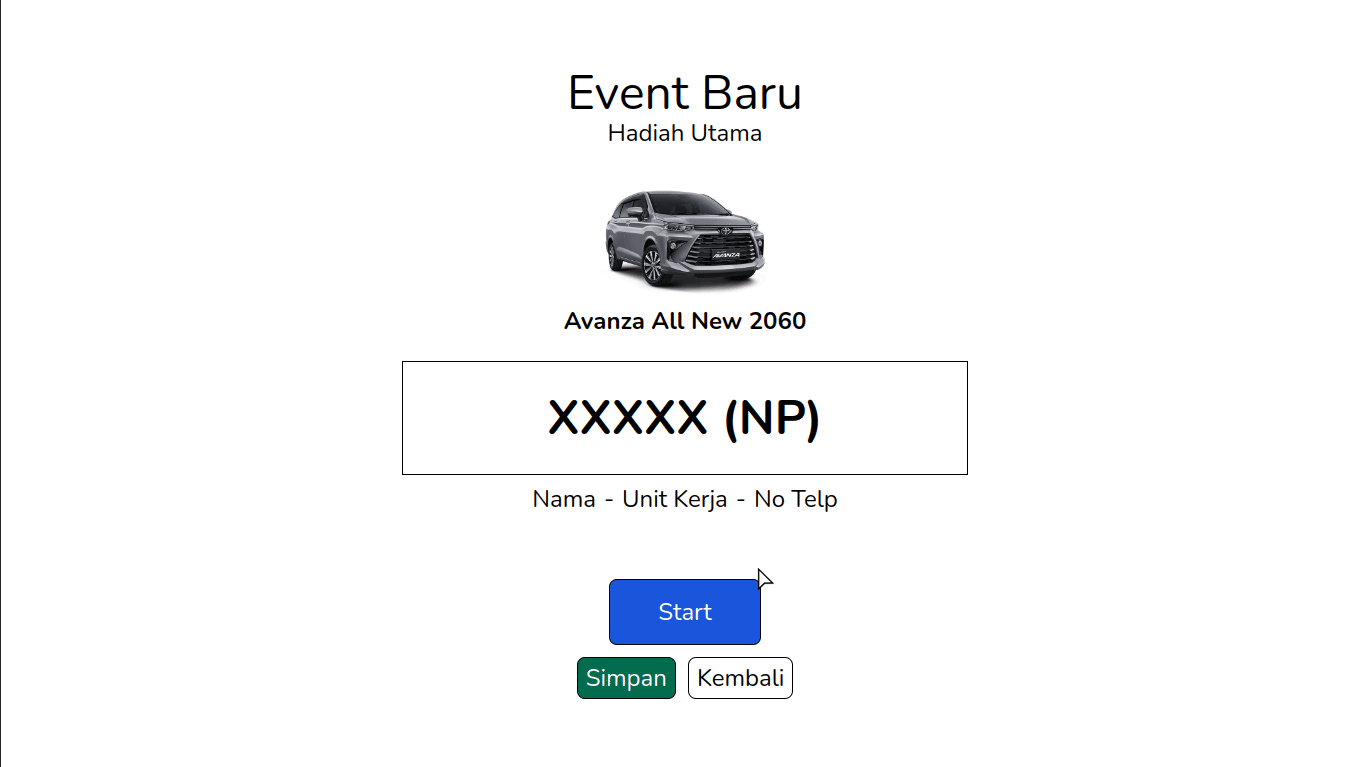 Event Baru
Hadiah Utama
AVANZA
Avanza All New 2060
XXXXX (NP)
Nama - Unit Kerja - No Telp
Start
Simpan
Kembali